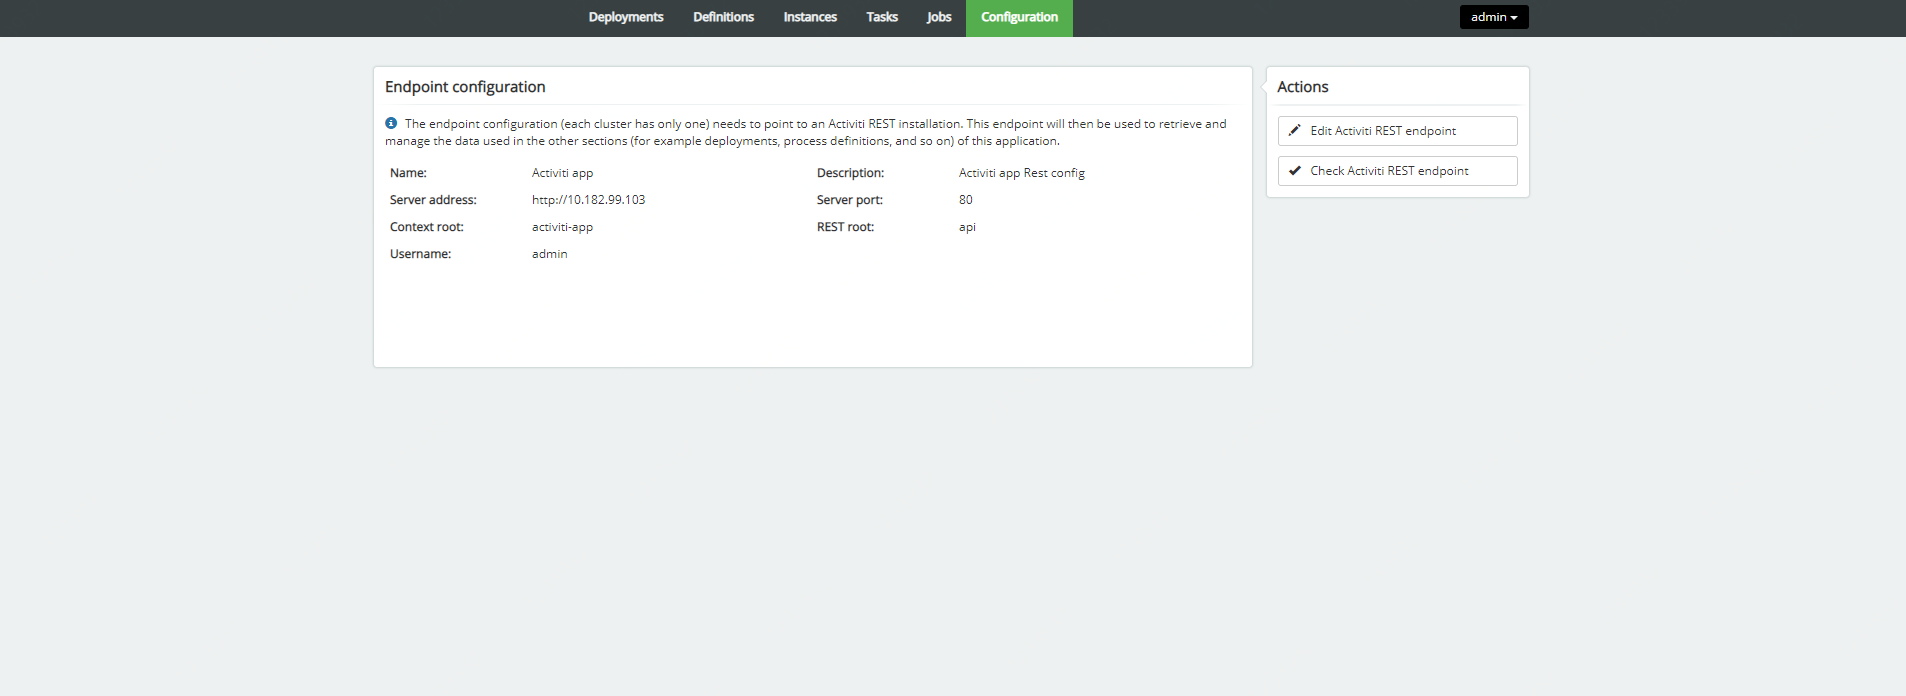 Deployments Definitions Instances Tasks Jobs Configuration admin
Endpoint configuration
The endpoint configuration (each cluster has only one) needs to point to an Activiti REST installation. This endpoint will then be used to retrieve and
manage the data used in the other sections (for example deployments, process definitions, and so on) of this application.
Name: Activiti app Description: Activiti app Rest config
Server address: http://10.182.99.103 Server port: 80
Context root: activiti-app REST root: api
Username: admin
Actions
Edit Activiti REST endpoint
Check Activiti REST endpoint